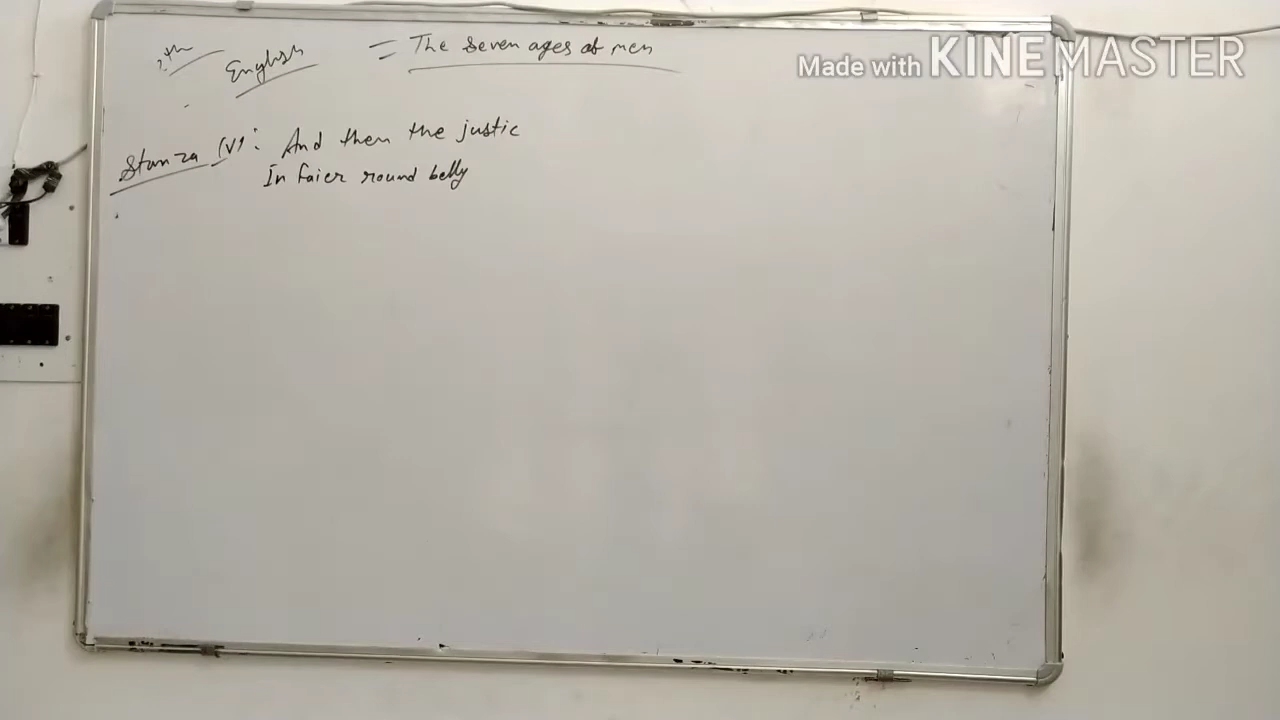 English = The seven ages of men
Made with KINEMASTER
Stanza (V): And then the justic
In faier round belly